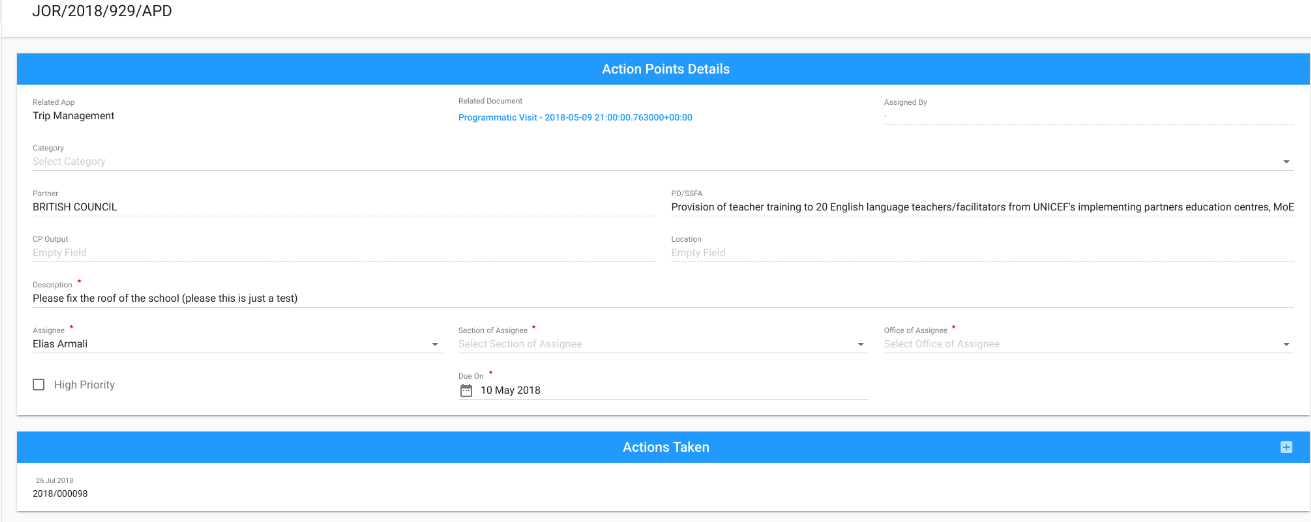 JOR/2018/929/APD
Action Points Details
Related App
Trip Management
Related Document
Programmatic Visit - 2018-05-09 21:00:00.763000+00:00
Assigned By
-
Category
Select Category
Partner
BRITISH COUNCIL
PD/SSFA
Provision of teacher training to 20 English language teachers/facilitators from UNICEF's implementing partners education centres, MoE
CP Output
Empty Field
Location
Empty Field
Description *
Please fix the roof of the school (please this is just a test)
Assignee *
Elias Armali
Section of Assignee *
Select Section of Assignee
Office of Assignee *
Select Office of Assignee
High Priority
Due On *
10 May 2018
Actions Taken
26 Jul 2018
2018/000098